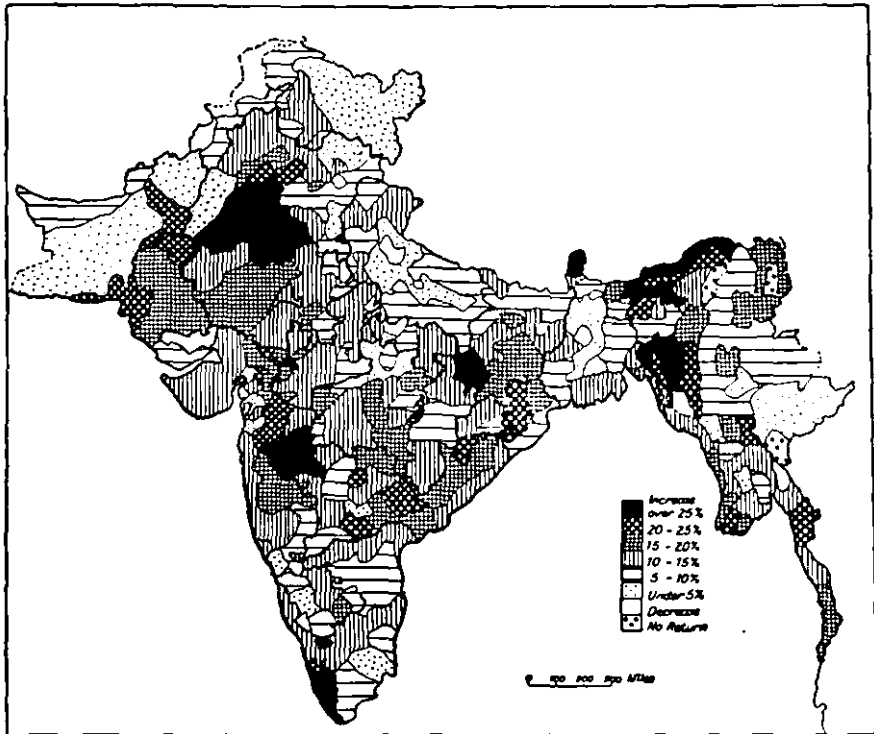 Increase
over 25%
20 - 25%
15 - 20%
10 - 15%
5 - 10%
Under 5%
Decrease
No Return
0 100 200 300 Miles